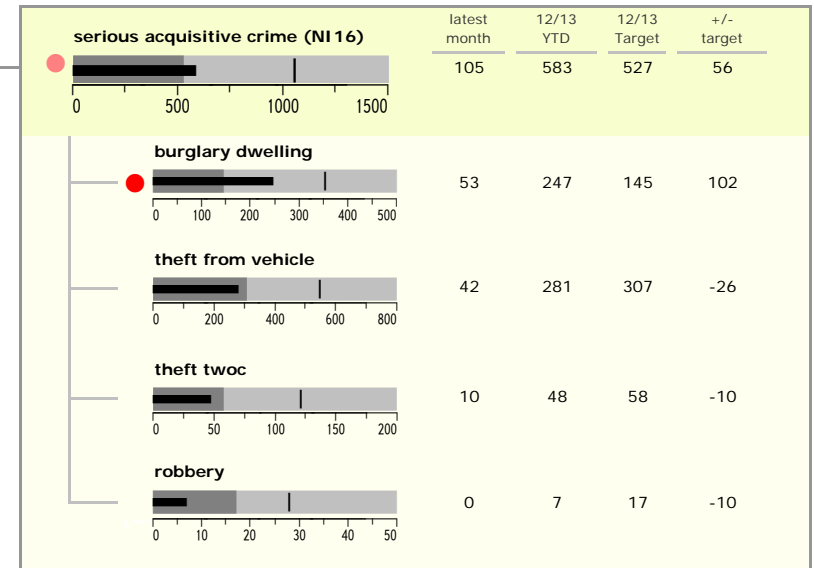 latest 12/13 12/13 +/-
serious acquisitive crime (NI16) month YTD Target target
105 583 527 56
0 500 1000 1500
burglary dwelling
53 247 145 102
0 100 200 300 400 500
theft from vehicle
42 281 307 -26
0 200 400 600 800
theft twoc
10 48 58 -10
0 50 100 150 200
robbery
0 7 17 -10
0 10 20 30 40 50